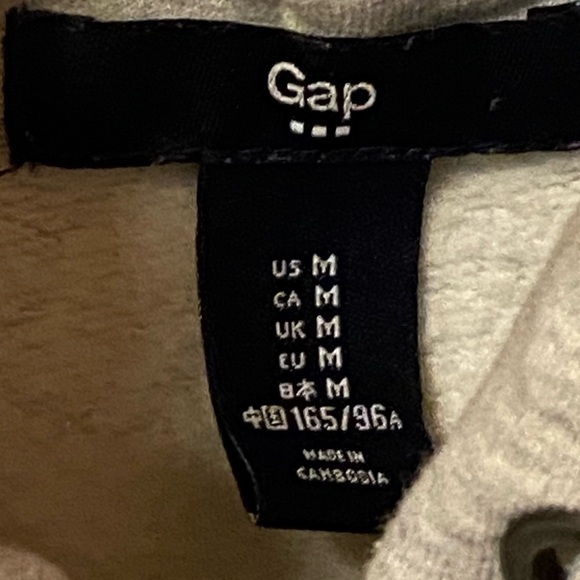 Gap
US M
CA M
UK M
EU M
日本 M
中国 165/96A
MADE IN
CAMBODIA